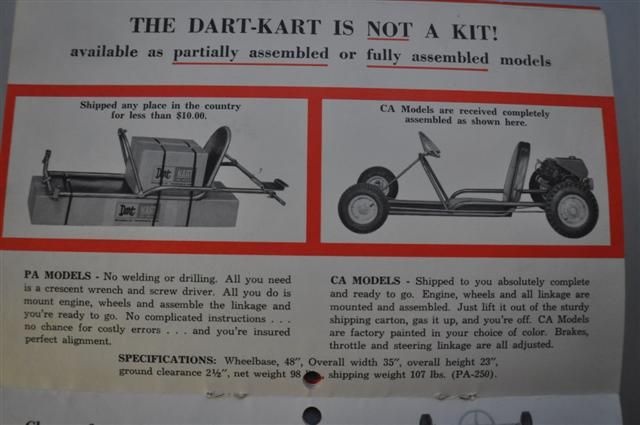 THE DART-KART IS NOT A KIT!
available as partially assembled or fully assembled models
Shipped any place in the country
for less than $10.00.
Dart KART
Dart KART
CA Models are received completely
assembled as shown here.
PA MODELS - No welding or drilling. All you need
is a crescent wrench and screw driver. All you do is
mount engine, wheels and assemble the linkage and
you're ready to go. No complicated instructions . . .
no chance for costly errors . . . and you're insured
perfect alignment.
CA MODELS - Shipped to you absolutely complete
and ready to go. Engine, wheels and all linkage are
mounted and assembled. Just lift it out of the sturdy
shipping carton, gas it up, and you're off. CA Models
are factory painted in your choice of color. Brakes,
throttle and steering linkage are all adjusted.
SPECIFICATIONS: Wheelbase, 48", Overall width 35", overall height 23",
ground clearance 2½", net weight 98 , shipping weight 107 lbs. (PA-250).